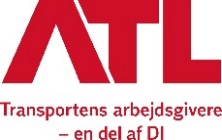 ATL
Transportens arbejdsgivere
– en del af DI